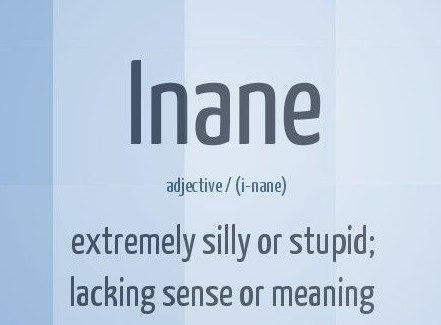 Inane
adjective / (i-nane)
extremely silly or stupid;
lacking sense or meaning